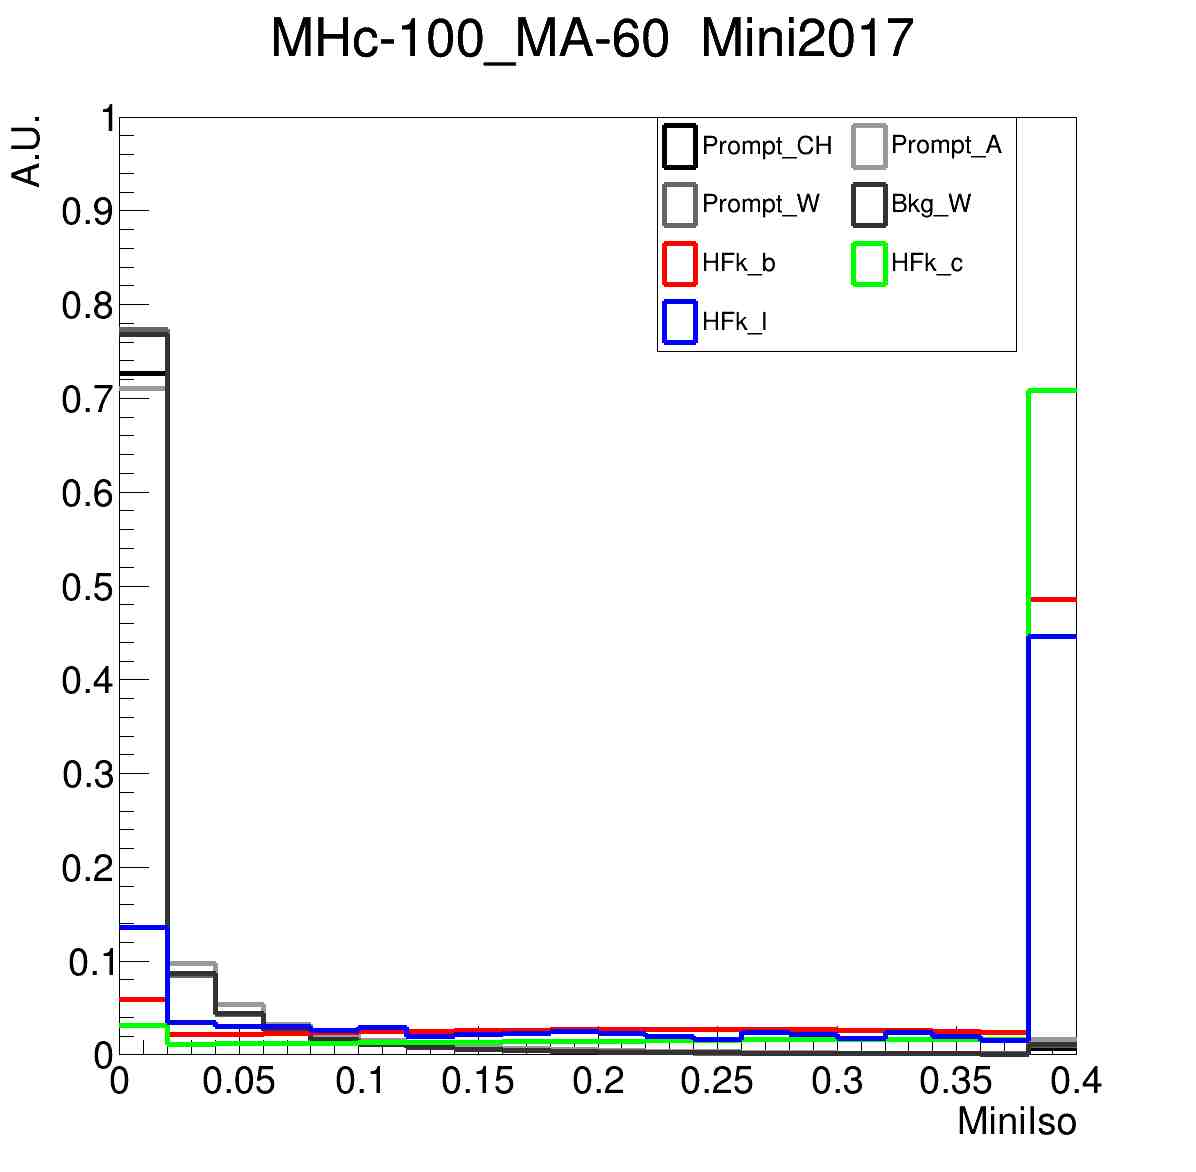 MHc-100_MA-60 Mini2017
A.U.
1
0.9
0.8
0.7
0.6
0.5
0.4
0.3
0.2
0.1
0
Prompt_CH Prompt_A
Prompt_W Bkg_W
HFk_b HFk_c
HFk_l
0 0.05 0.1 0.15 0.2 0.25 0.3 0.35 0.4
MiniIso